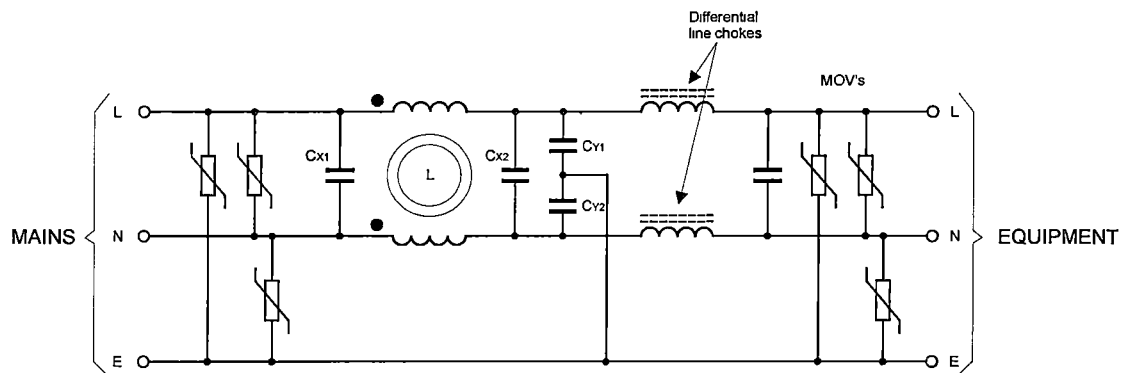 Differential
line chokes
MOV's
L
L
CX1
CX2
CY1
L
CY2
MAINS
N
N
EQUIPMENT
E
E